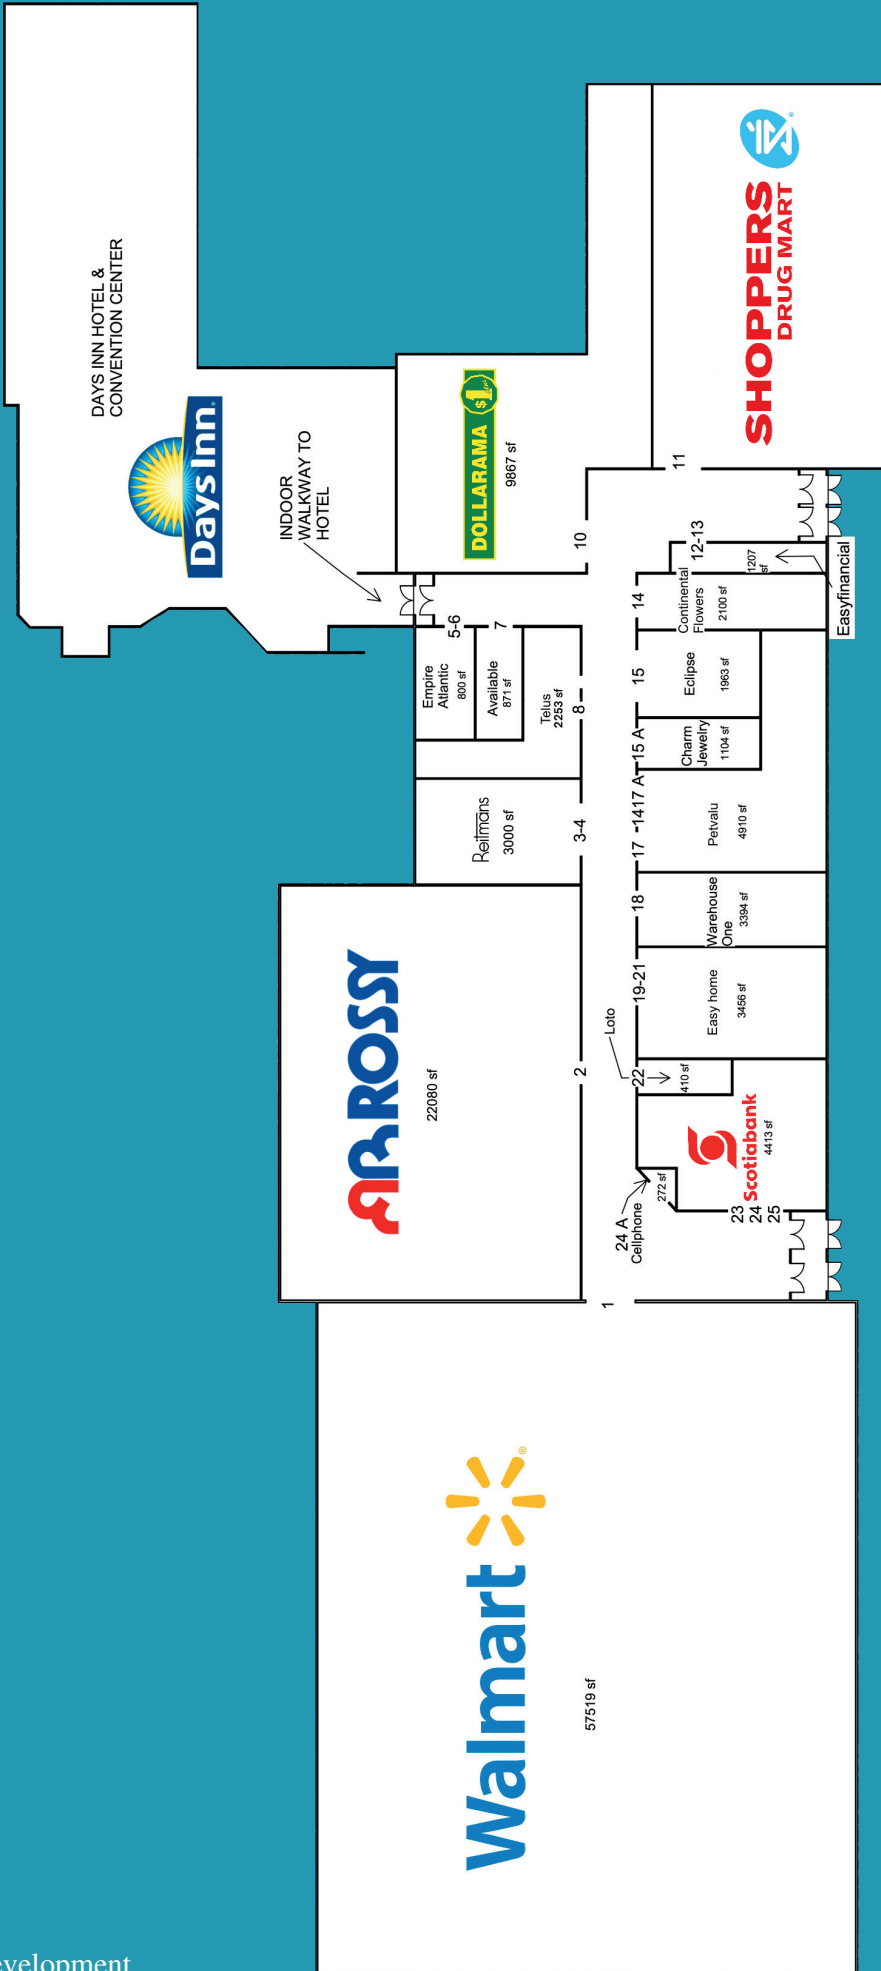 DAYS INN HOTEL &
CONVENTION CENTER
Days Inn
INDOOR
WALKWAY TO
HOTEL
DOLLARAMA $1
9867 sf
SHOPPERS
DRUG MART
11
10
12-13
1207
sf
Easyfinancial
14
Continental
Flowers
2100 sf
5-6
Empire
Atlantic
800 sf
7
Available
871 sf
8
Telus
2253 sf
15
Eclipse
1963 sf
15 A
Charm
Jewelry
1104 sf
3-4
Reitmans
3000 sf
17 -1417 A
Petvalu
4910 sf
18
Warehouse
One
3394 sf
19-21
Easy home
3456 sf
ROSSY
22080 sf
2
Loto
22
410 sf
Scotiabank
4413 sf
24 A
Cellphone
272 sf
23
24
25
1
Walmart
57519 sf